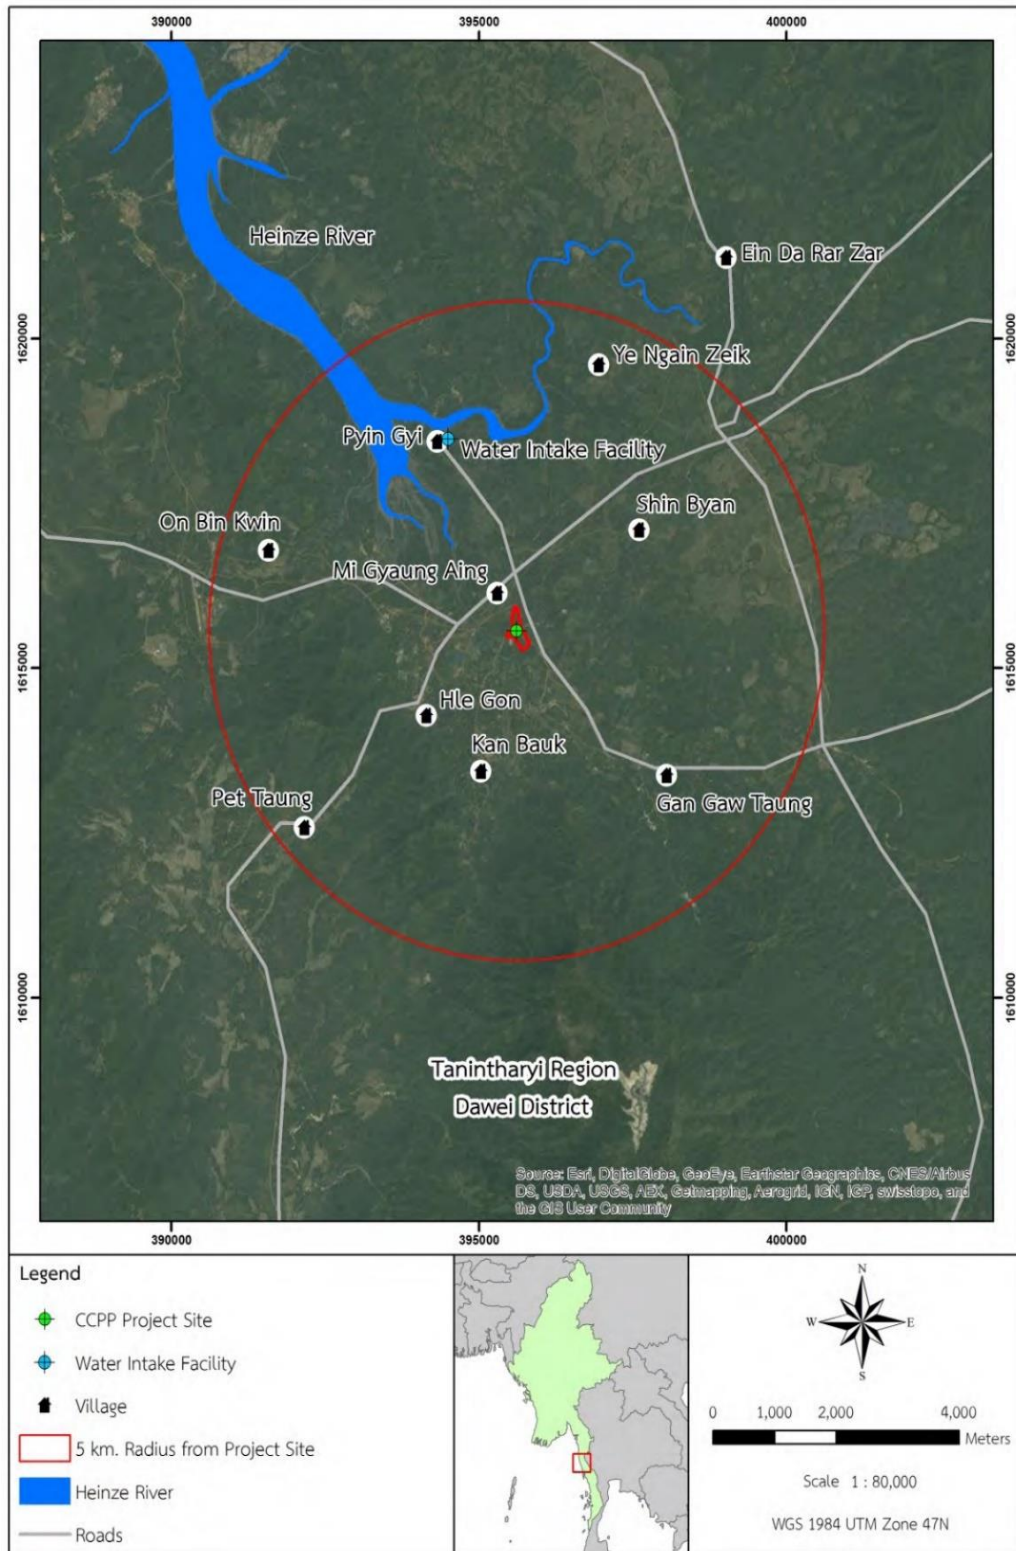 390000 395000 400000
Heinze River
Ein Da Rar Zar
1620000 1620000
Ye Ngain Zeik
Pyin Gyi
Water Intake Facility
Shin Byan
On Bin Kwin
Mi Gyaung Aing
1615000 1615000
Hle Gon
Kan Bauk
Pet Taung
Gan Gaw Taung
1610000 1610000
Tanintharyi Region
Dawei District
Source: Esri, DigitalGlobe, GeoEye, Earthstar Geographics, CNES/Airbus
DS, USDA, USGS, AEX, Getmapping, Aerogrid, IGN, IGP, swisstopo, and
the GIS User Community
390000 395000 400000
Legend
CCPP Project Site
Water Intake Facility
Village
5 km. Radius from Project Site
Heinze River
Roads
N
W E
S
0 1,000 2,000 4,000
Meters
Scale 1 : 80,000
WGS 1984 UTM Zone 47N